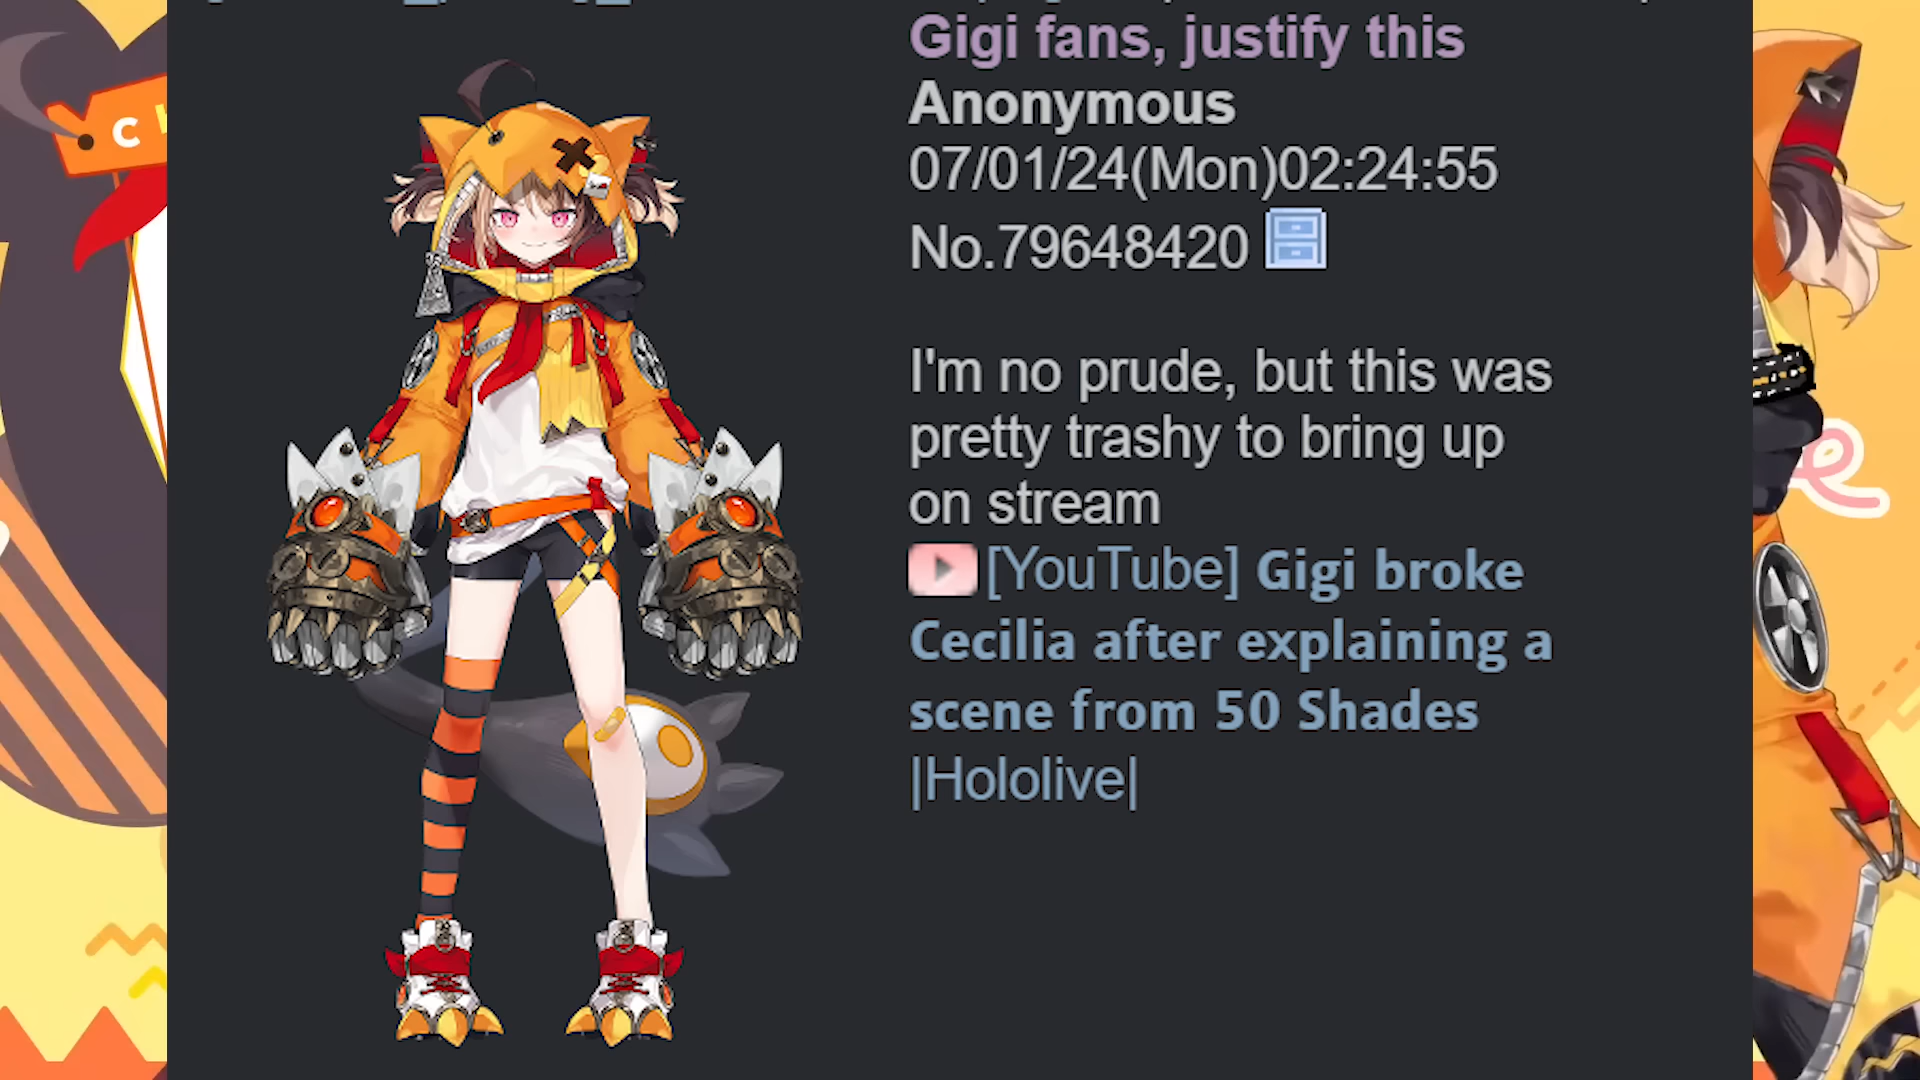 Gigi fans, justify this
Anonymous
07/01/24(Mon)02:24:55
No.79648420
I'm no prude, but this was
pretty trashy to bring up
on stream
[YouTube] Gigi broke
Cecilia after explaining a
scene from 50 Shades
|Hololive|
C
e